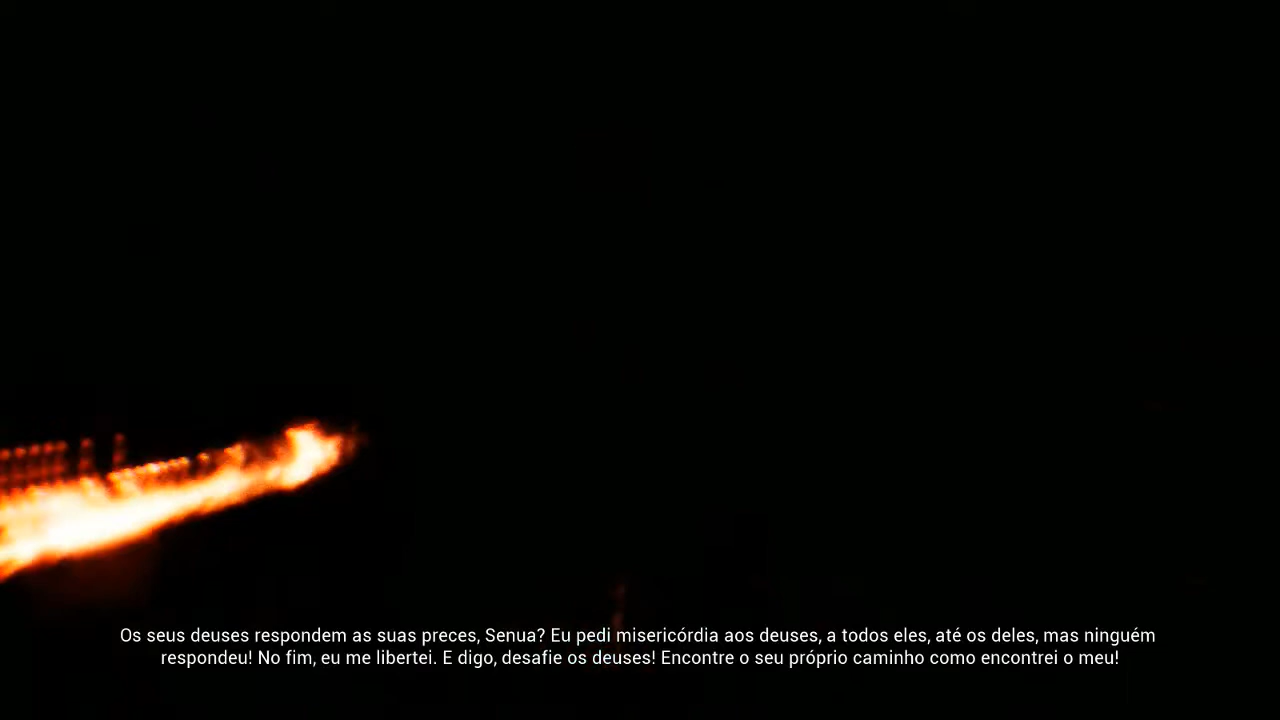 Os seus deuses respondem as suas preces, Senua? Eu pedi misericórdia aos deuses, a todos eles, até os deles, mas ninguém
respondeu! No fim, eu me libertei. E digo, desafie os deuses! Encontre o seu próprio caminho como encontrei o meu!